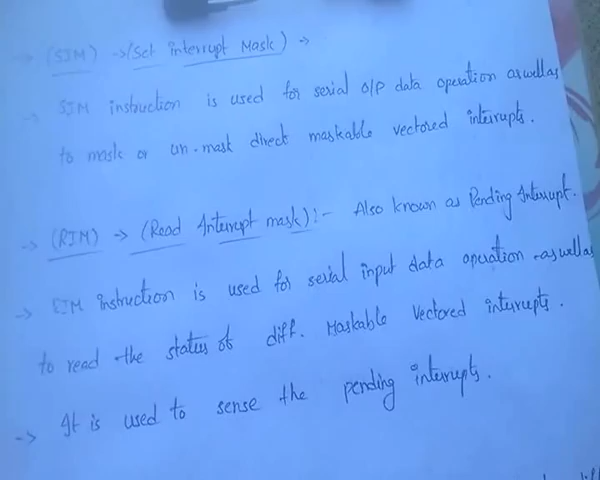 -> (SIM) -> (Set interrupt Mask) ->
-> SIM instruction is used for serial O/P data operation aswellas
to mask or un-mask direct maskable vectored interrupts.
-> (RIM) -> (Read Interrupt mask) :- Also known as Pending Interrupt.
-> RIM instruction is used for serial input data operation aswellas
to read the status of diff. Maskable Vectored interrupts.
-> It is used to sense the pending interrupts.